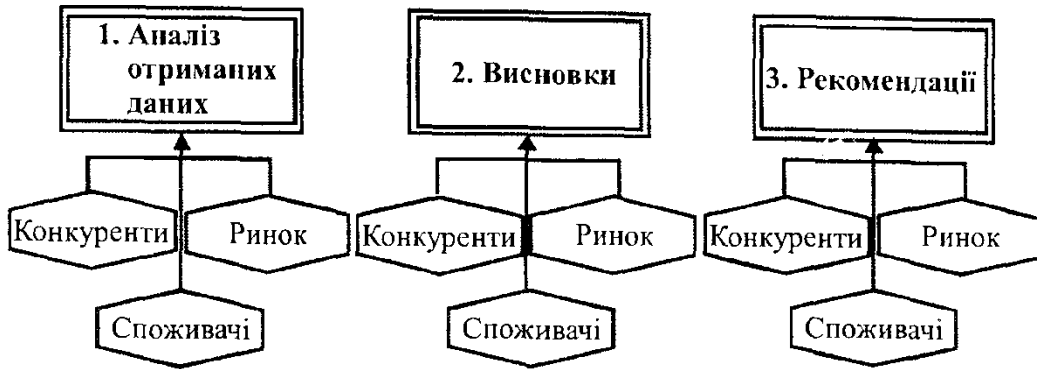 1. Аналіз
отриманих
даних
2. Висновки
3. Рекомендації
Конкуренти
Ринок
Конкуренти
Ринок
Конкуренти
Ринок
Споживачі
Споживачі
Споживачі